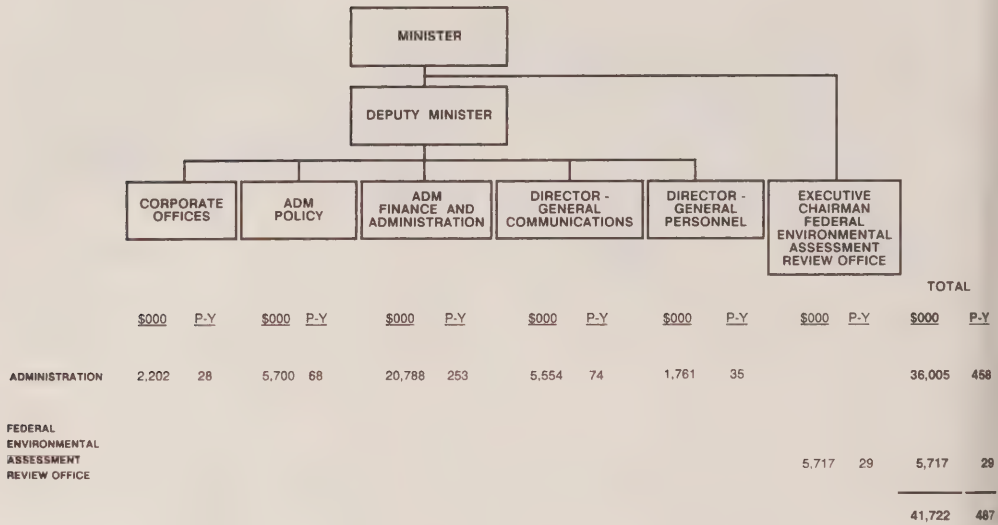 MINISTER
DEPUTY MINISTER
CORPORATE
OFFICES
ADM
POLICY
ADM
FINANCE AND
ADMINISTRATION
DIRECTOR -
GENERAL
COMMUNICATIONS
DIRECTOR -
GENERAL
PERSONNEL
EXECUTIVE
CHAIRMAN
FEDERAL
ENVIRONMENTAL
ASSESSMENT
REVIEW OFFICE
TOTAL
$000 P-Y $000 P-Y $000 P-Y $000 P-Y $000 P-Y $000 P-Y $000 P-Y
ADMINISTRATION 2,202 28 5,700 68 20,788 253 5,554 74 1,761 35 36,005 458
FEDERAL
ENVIRONMENTAL
ASSESSMENT
REVIEW OFFICE
5,717 29 5,717 29
41,722 487